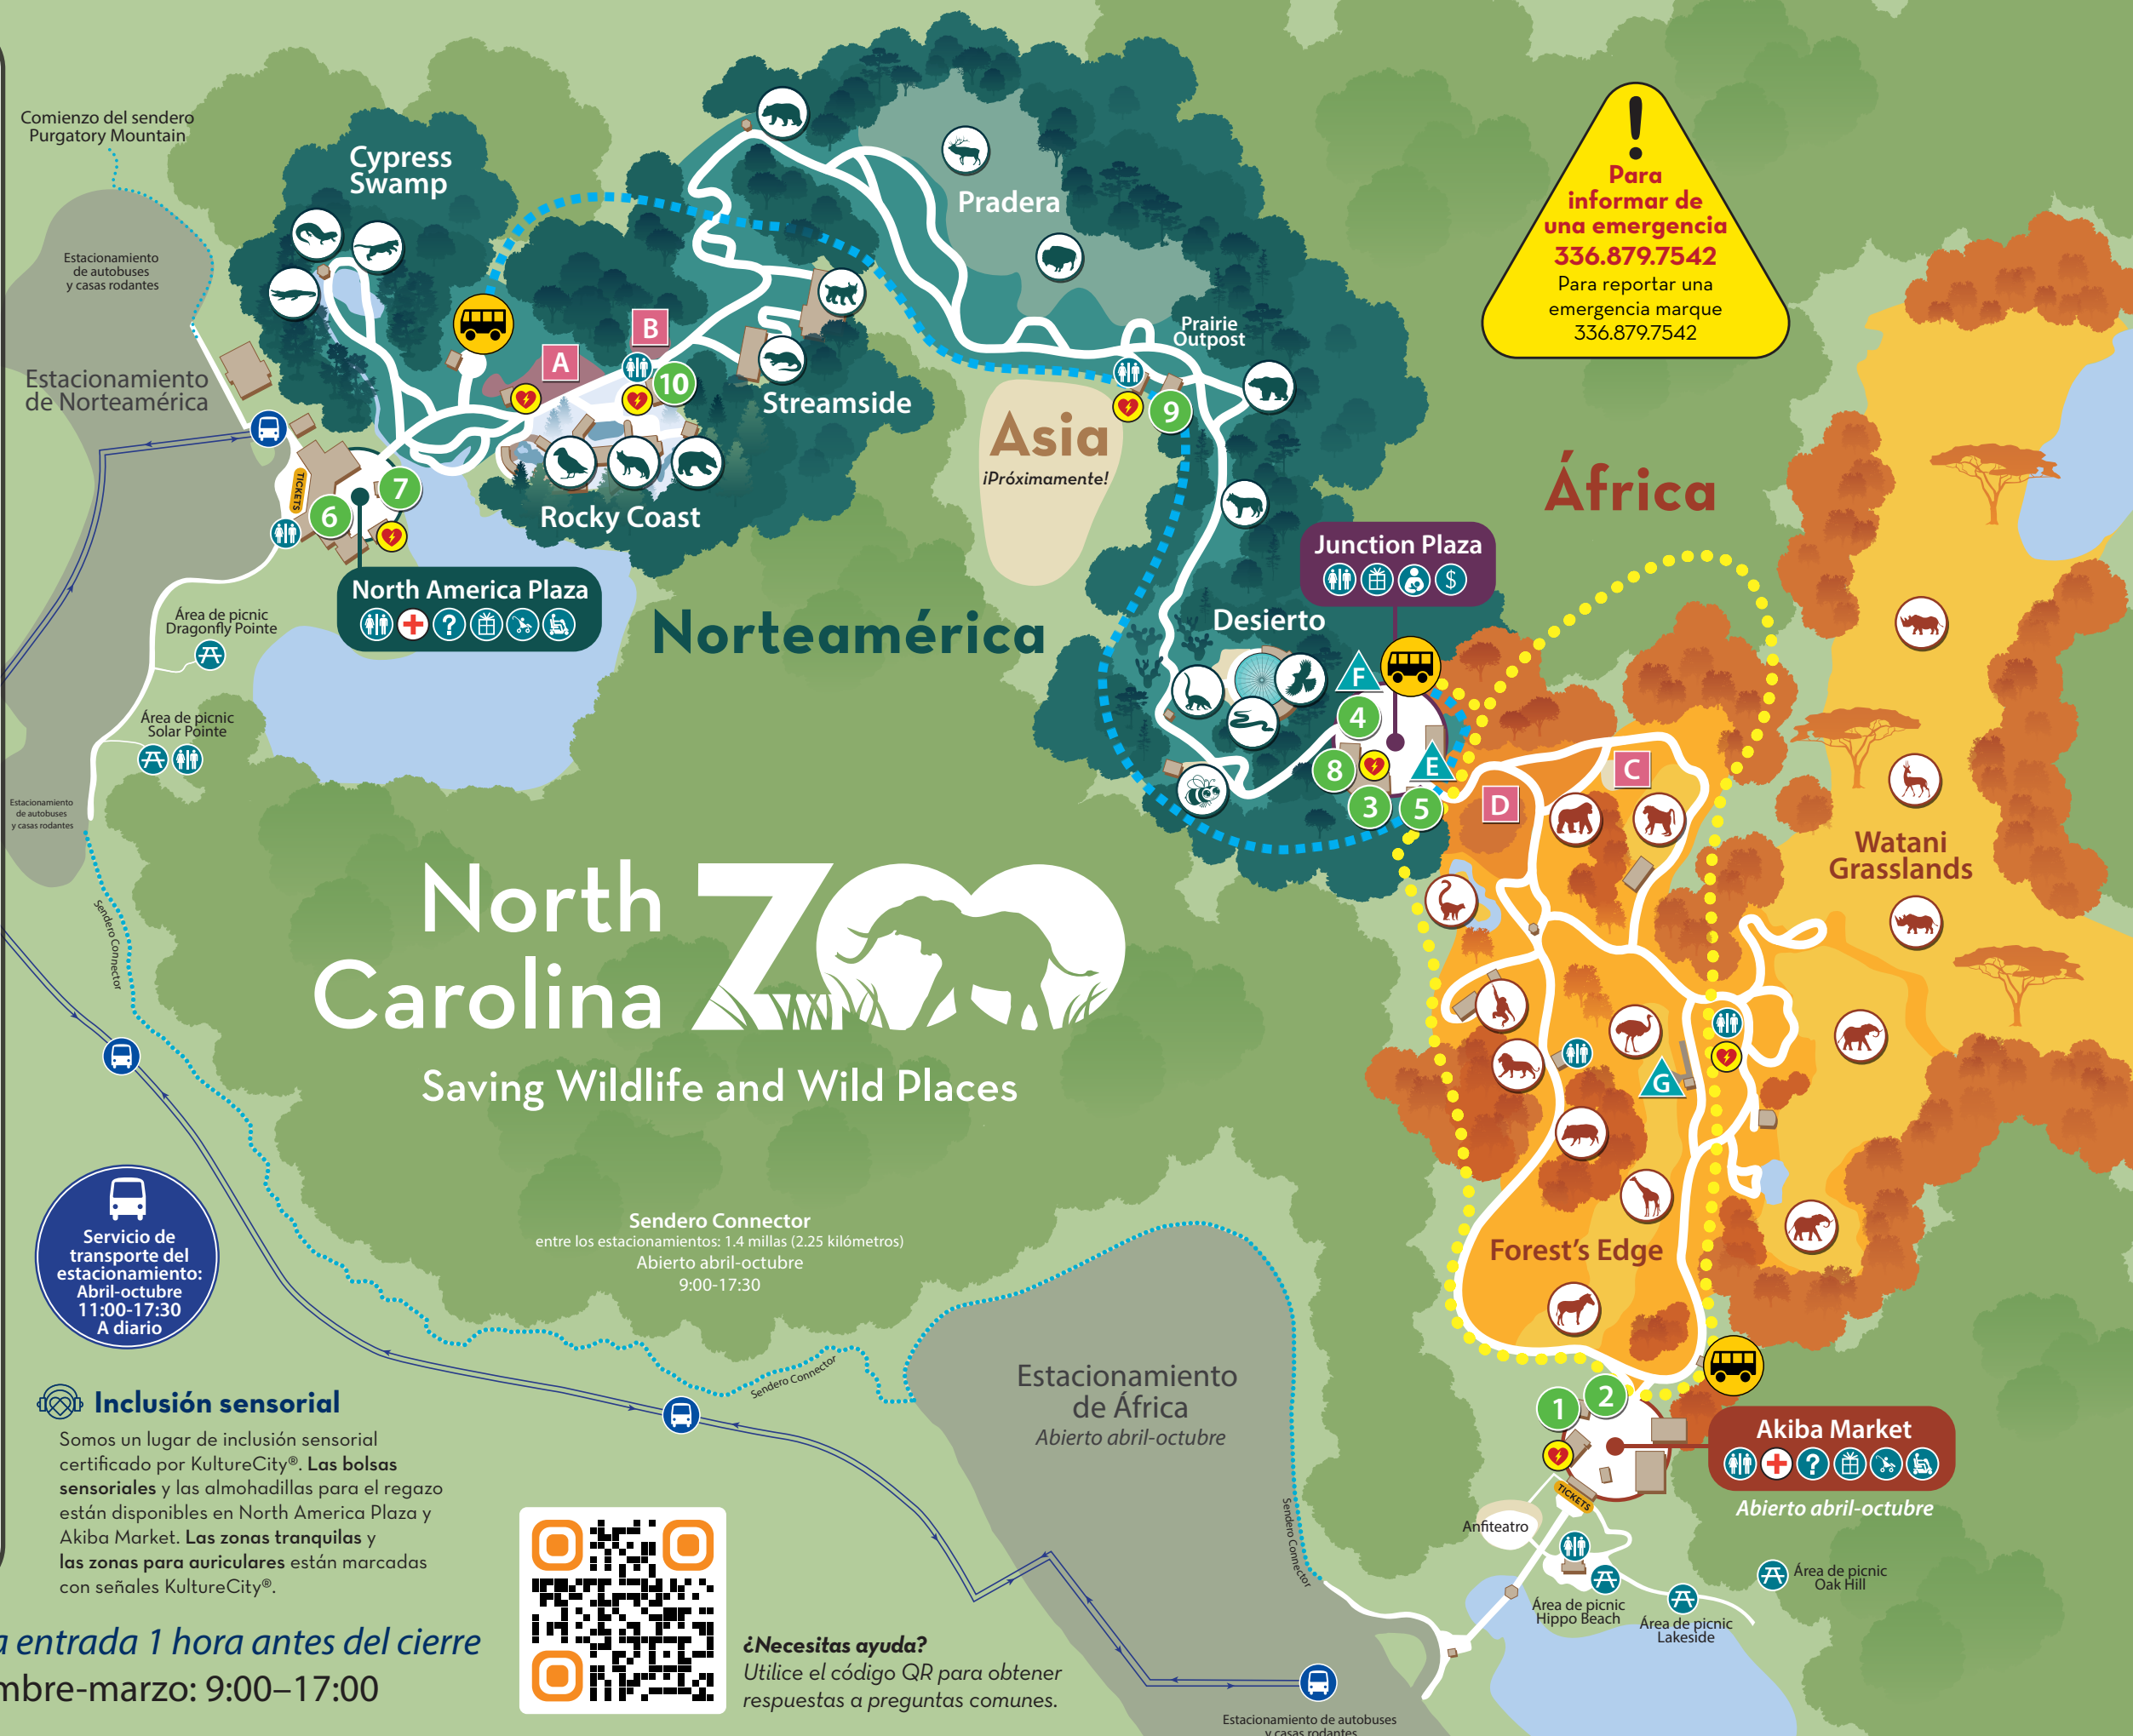 Comienzo del sendero
Purgatory Mountain
Estacionamiento
de autobuses
y casas rodantes
Estacionamiento
de Norteamérica
Cypress
Swamp
A
B
10
TICKETS
6
7
Rocky Coast
Streamside
Pradera
Prairie
Outpost
9
Asia
¡Próximamente!
North America Plaza
?
Norteamérica
Área de picnic
Dragonfly Pointe
Área de picnic
Solar Pointe
Estacionamiento
de autobuses
y casas rodantes
!
Para
informar de
una emergencia
336.879.7542
Para reportar una
emergencia marque
336.879.7542
África
Junction Plaza
$
Desierto
F
4
8
E
3
5
D
C
Watani
Grasslands
G
Forest's Edge
North
Carolina
ZOO
Saving Wildlife and Wild Places
Sendero Connector
Sendero Connector
entre los estacionamientos: 1.4 millas (2.25 kilómetros)
Abierto abril-octubre
9:00-17:30
Sendero Connector
Servicio de
transporte del
estacionamiento:
Abril-octubre
11:00-17:30
A diario
Estacionamiento
de África
Abierto abril-octubre
Sendero Connector
1
2
TICKETS
Akiba Market
?
Abierto abril-octubre
Anfiteatro
Área de picnic
Hippo Beach
Área de picnic
Lakeside
Área de picnic
Oak Hill
Inclusión sensorial
Somos un lugar de inclusión sensorial
certificado por KultureCity®. Las bolsas
sensoriales y las almohadillas para el regazo
están disponibles en North America Plaza y
Akiba Market. Las zonas tranquilas y
las zonas para auriculares están marcadas
con señales KultureCity®.
a entrada 1 hora antes del cierre
mbre-marzo: 9:00–17:00
¿Necesitas ayuda?
Utilice el código QR para obtener
respuestas a preguntas comunes.
Estacionamiento de autobuses
y casas rodantes